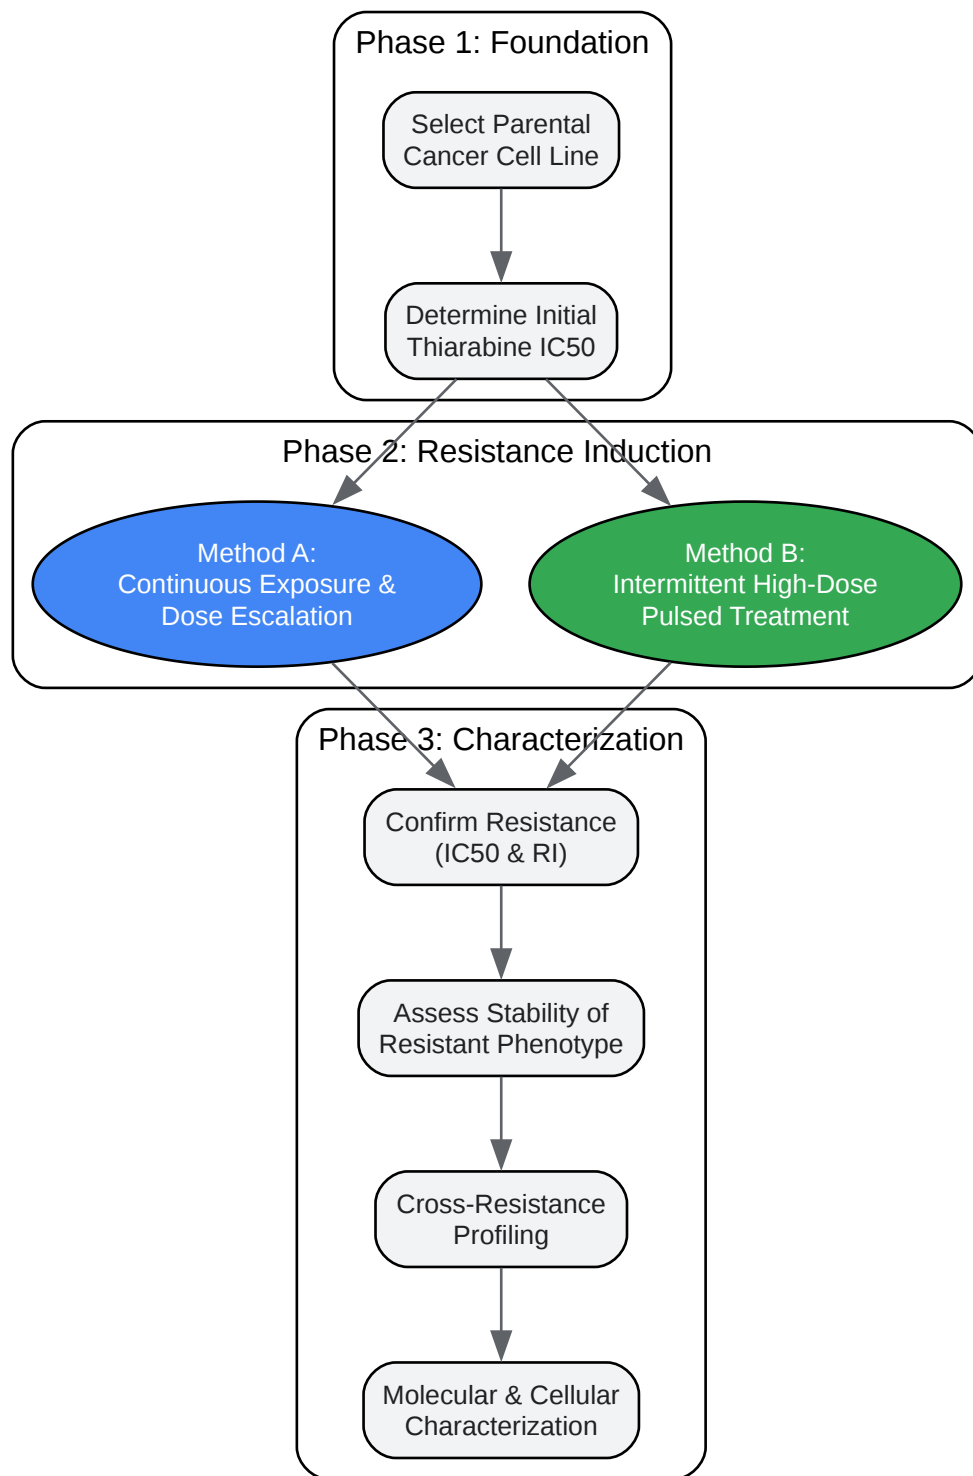 Phase 1: Foundation
Select Parental
Cancer Cell Line
Determine Initial
Thiarabine IC50
Phase 2: Resistance Induction
Method A:
Continuous Exposure &
Dose Escalation
Method B:
Intermittent High-Dose
Pulsed Treatment
Phase 3: Characterization
Confirm Resistance
(IC50 & RI)
Assess Stability of
Resistant Phenotype
Cross-Resistance
Profiling
Molecular & Cellular
Characterization